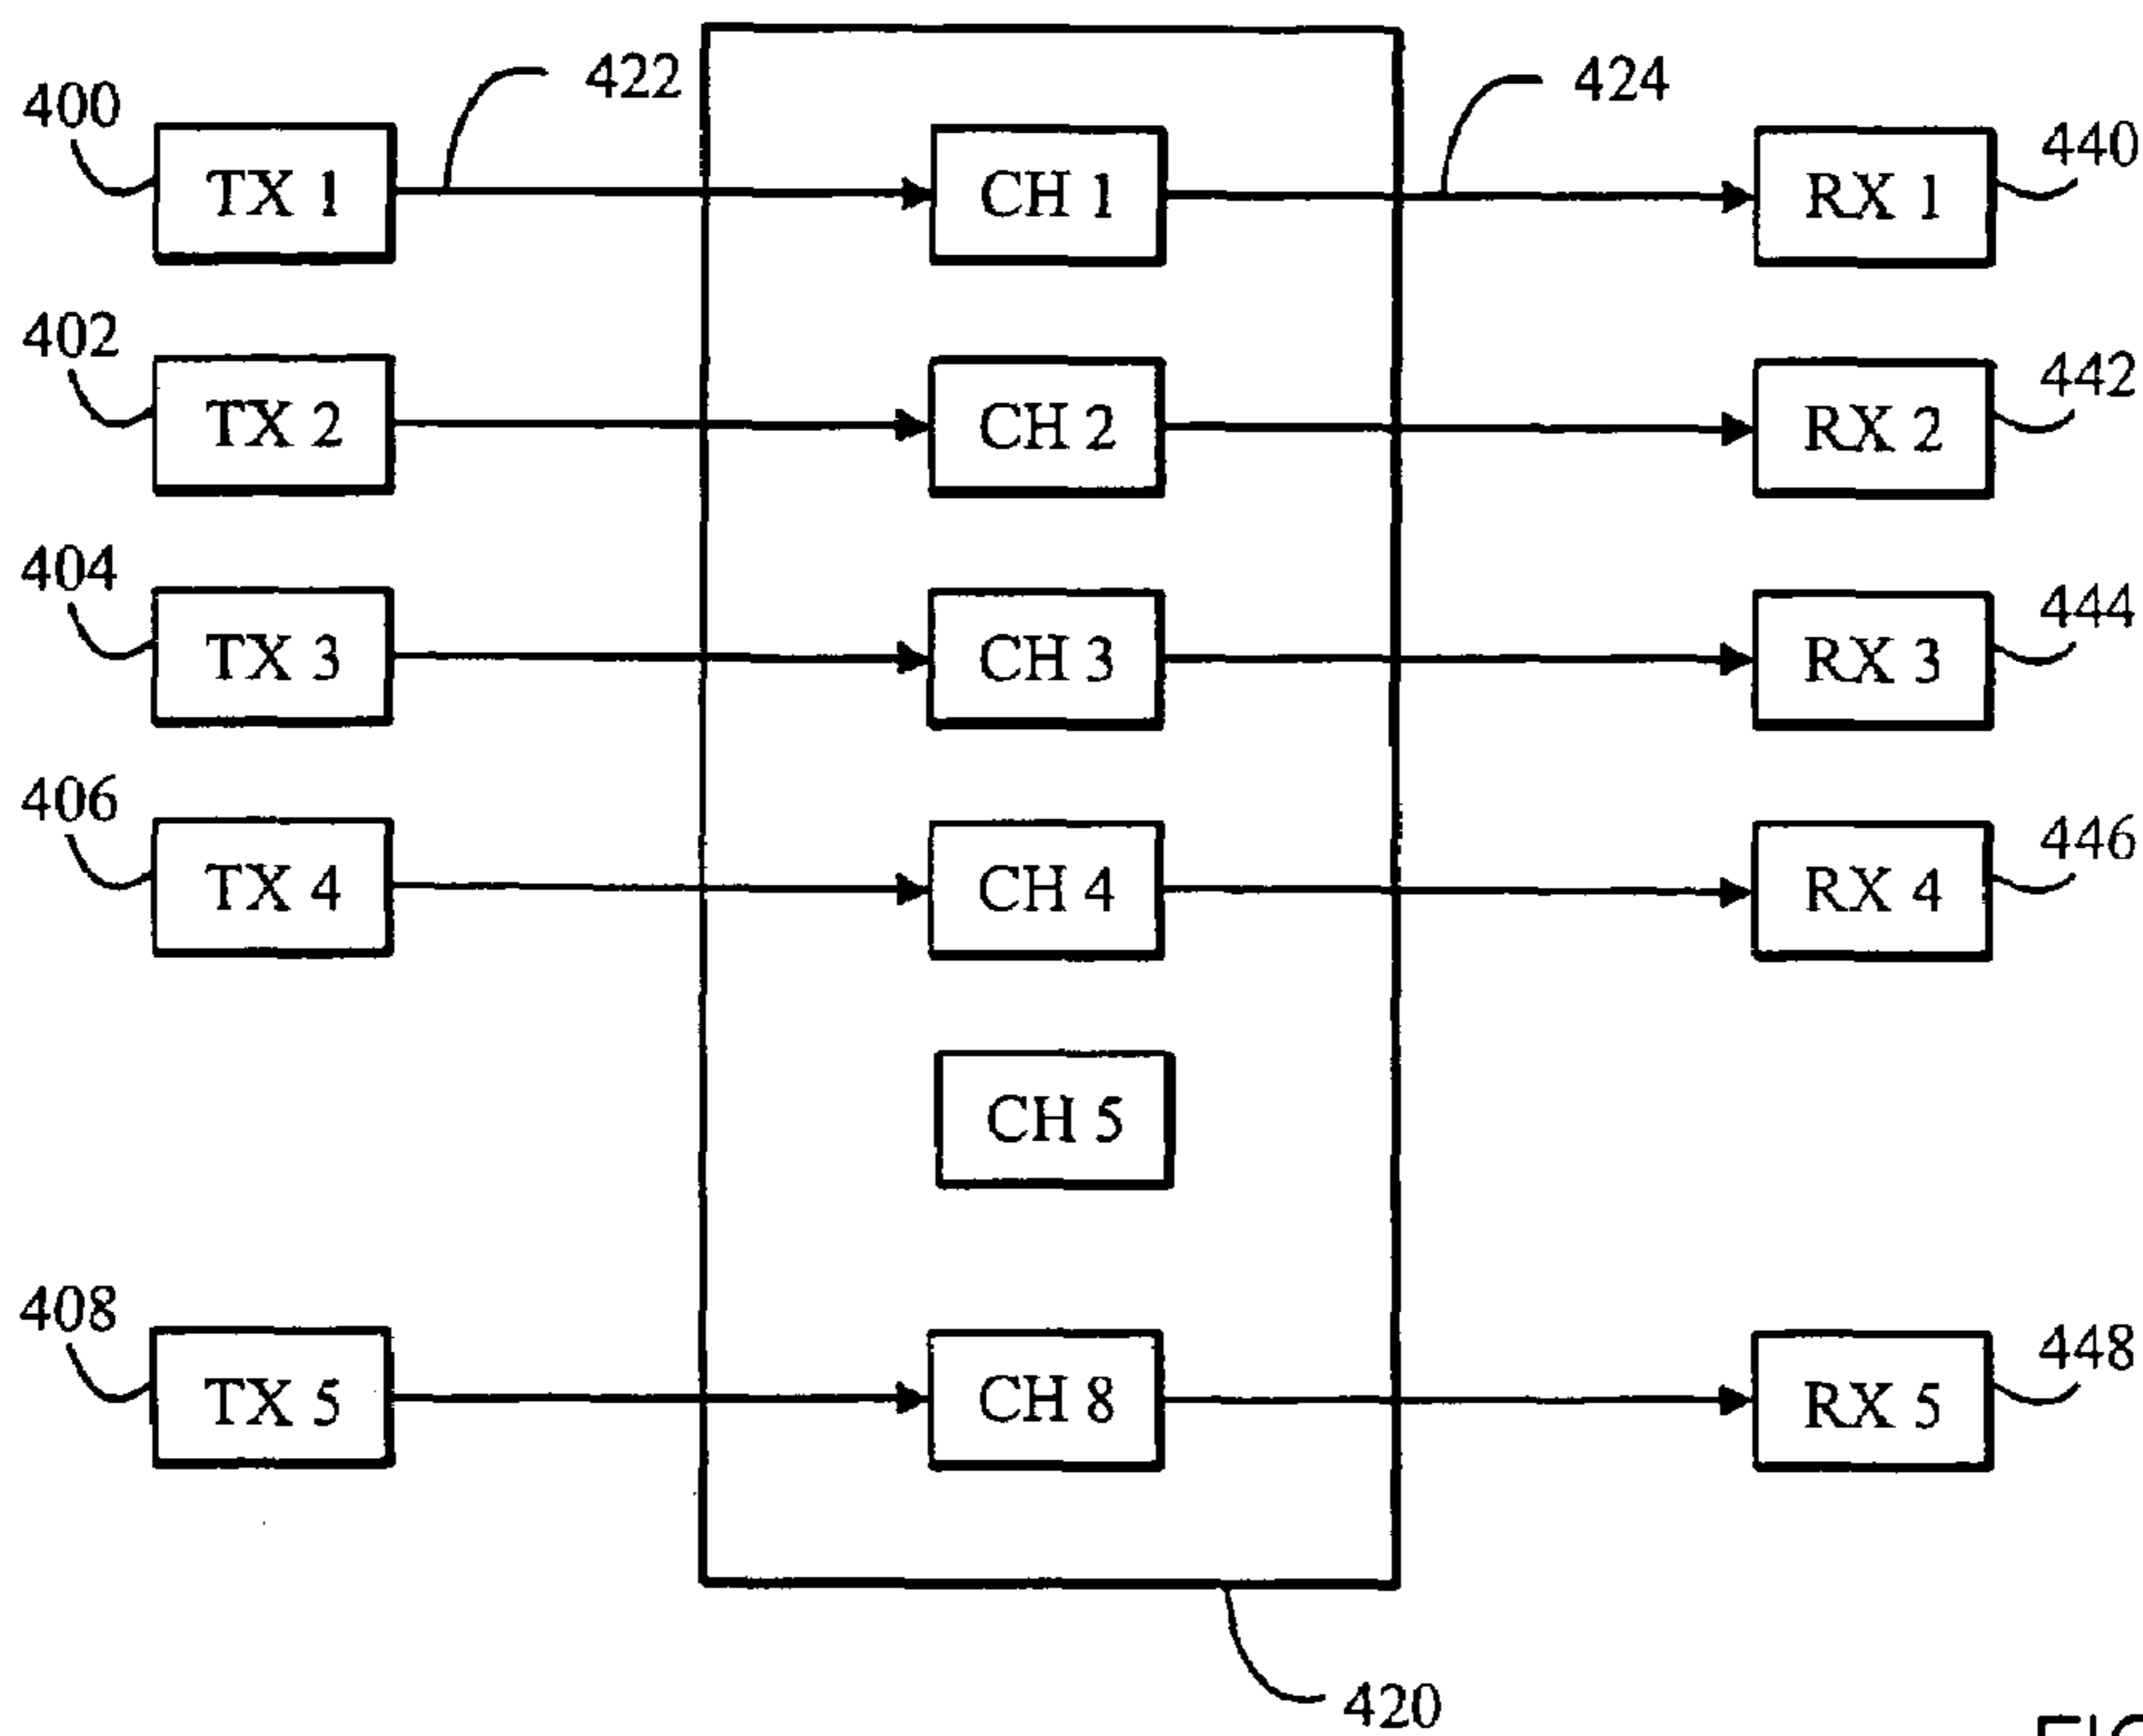 422
424
400
TX 1
CH 1
RX 1
440
402
TX 2
CH 2
RX 2
442
404
TX 3
CH 3
RX 3
444
406
TX 4
CH 4
RX 4
446
CH 5
408
TX 5
CH 8
RX 5
448
420